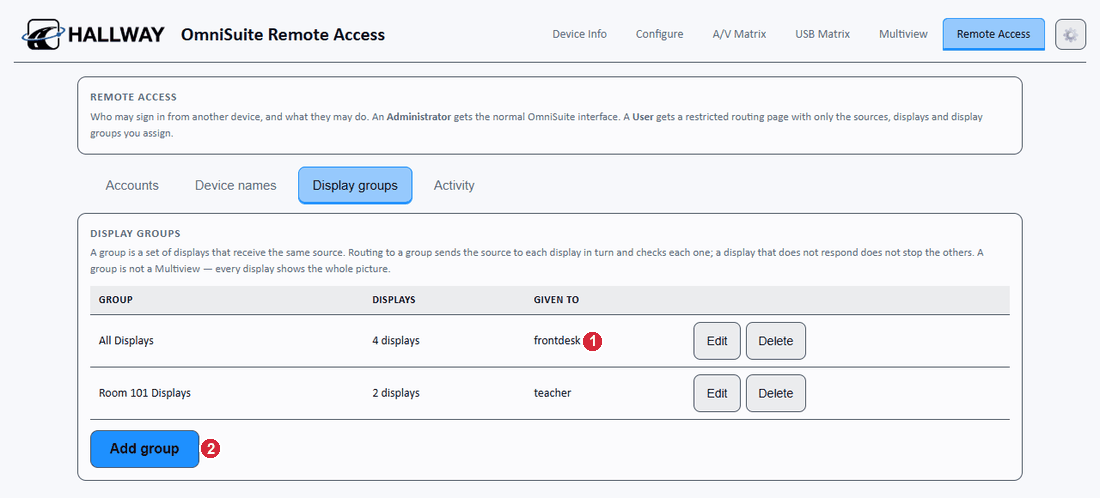 HALLWAY OmniSuite Remote Access Device Info Configure A/V Matrix USB Matrix Multiview Remote Access
REMOTE ACCESS
Who may sign in from another device, and what they may do. An Administrator gets the normal OmniSuite interface. A User gets a restricted routing page with only the sources, displays and display
groups you assign.
Accounts Device names Display groups Activity
DISPLAY GROUPS
A group is a set of displays that receive the same source. Routing to a group sends the source to each display in turn and checks each one; a display that does not respond does not stop the others. A
group is not a Multiview — every display shows the whole picture.
GROUP DISPLAYS GIVEN TO
All Displays 4 displays frontdesk 1 Edit Delete
Room 101 Displays 2 displays teacher Edit Delete
Add group 2